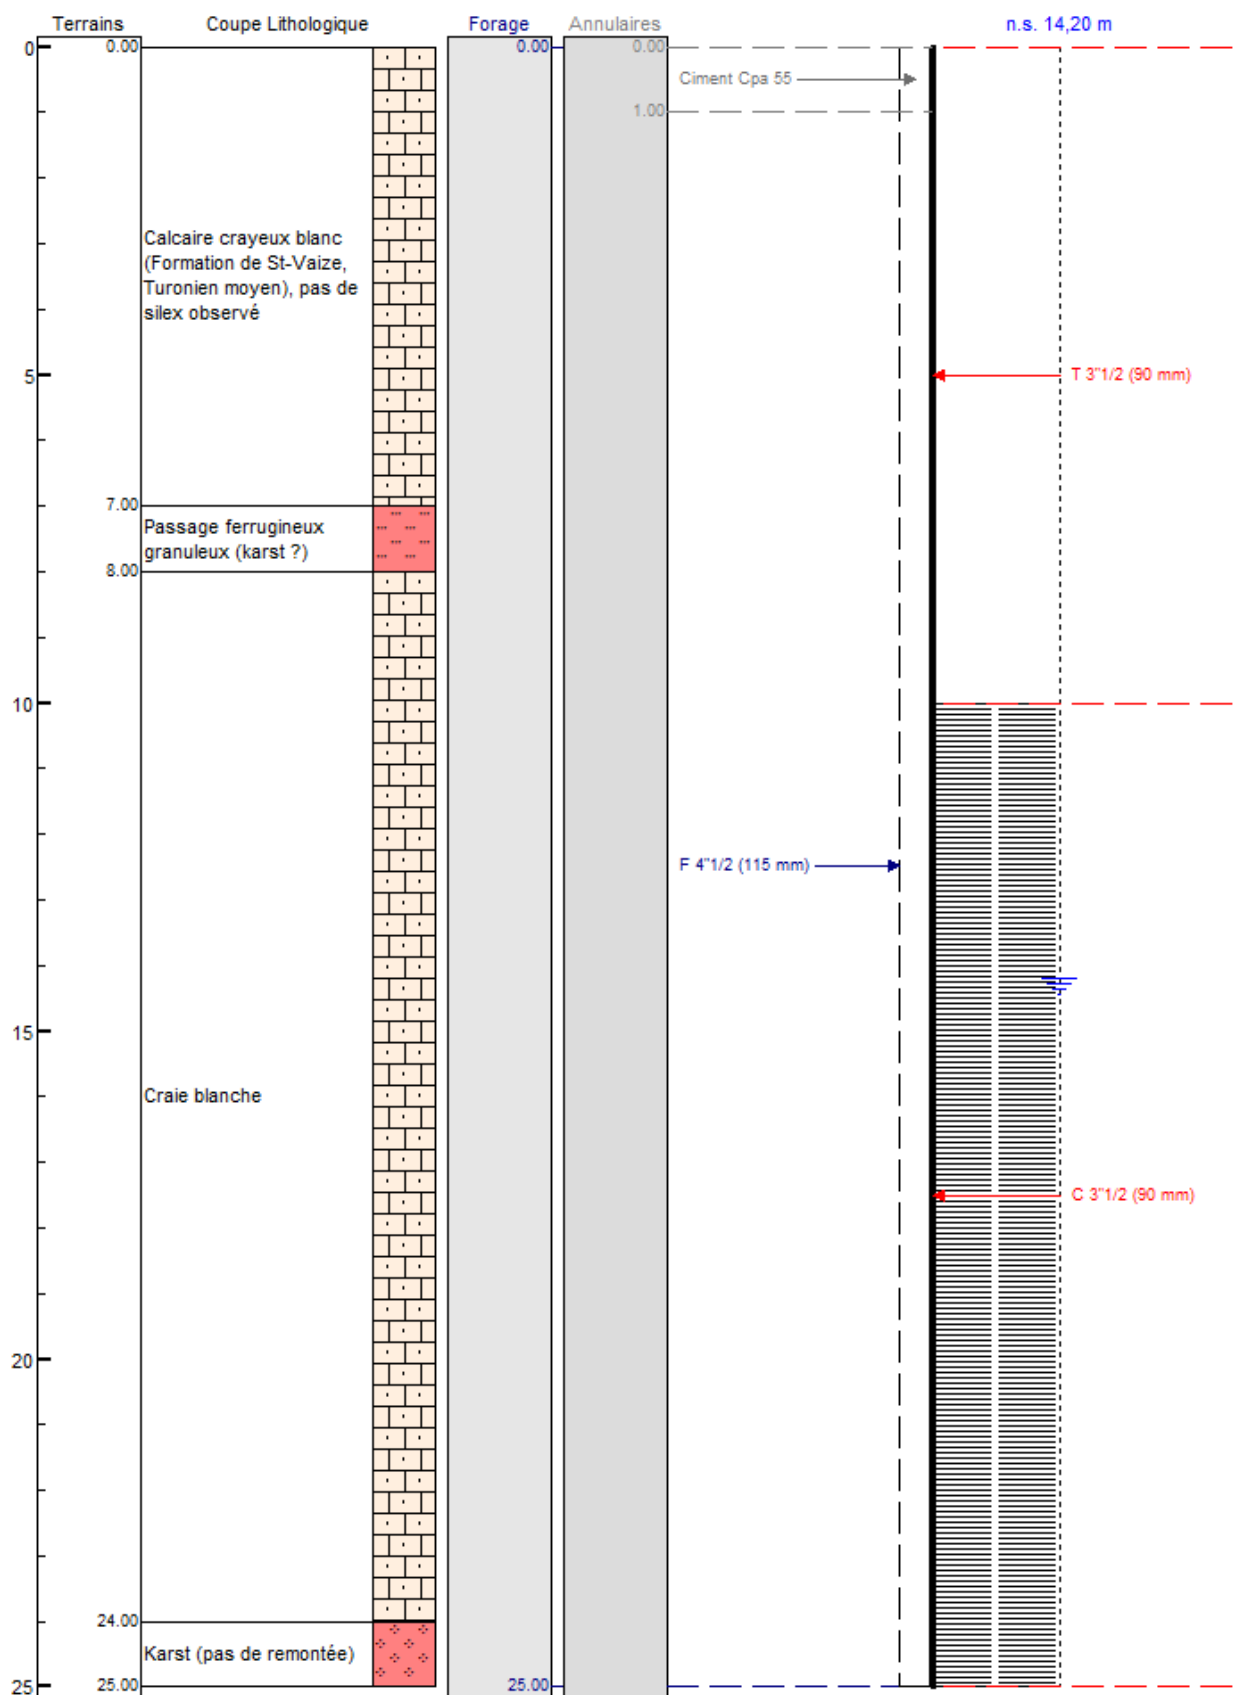 Terrains Coupe Lithologique Forage Annulaires n.s. 14,20 m
0 0.00 0.00 0.00
Ciment Cpa 55
1.00
Calcaire crayeux blanc
(Formation de St-Vaize,
Turonien moyen), pas de
silex observé
5 T 3"1/2 (90 mm)
7.00
Passage ferrugineux
granuleux (karst ?)
8.00
10
F 4"1/2 (115 mm)
15
Craie blanche
C 3"1/2 (90 mm)
20
24.00
Karst (pas de remontée)
25 25.00 25.00